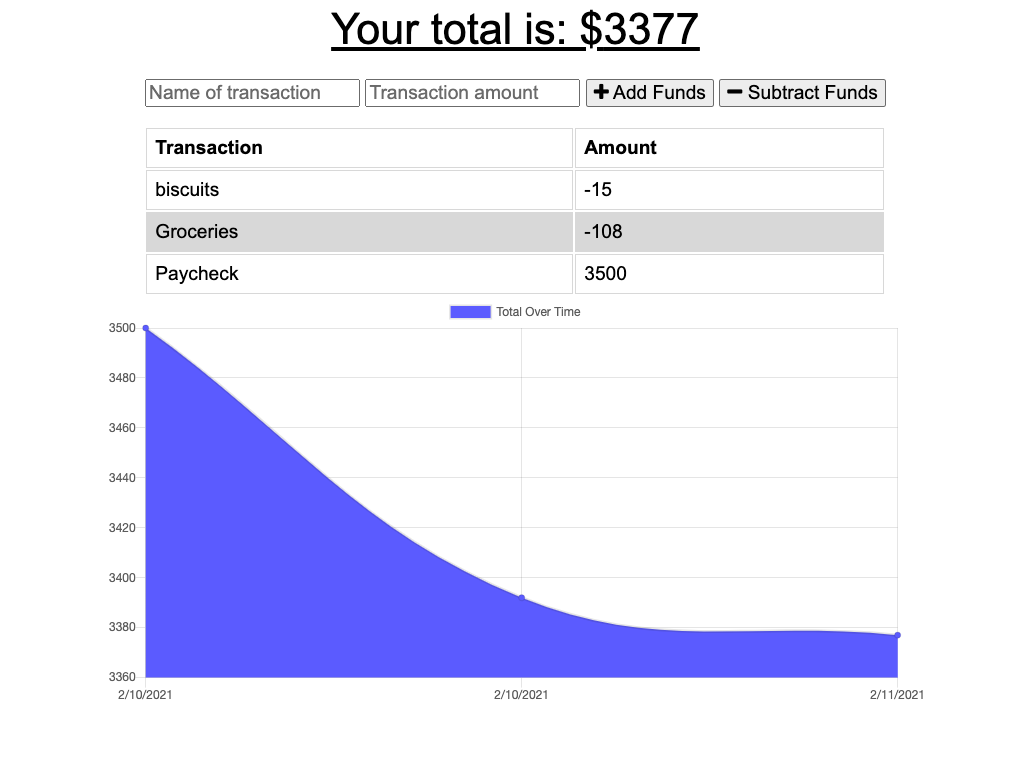 Your total is: $3377
Name of transaction Transaction amount + Add Funds − Subtract Funds
Transaction Amount
biscuits -15
Groceries -108
Paycheck 3500
Total Over Time
3500
3480
3460
3440
3420
3400
3380
3360
2/10/2021 2/10/2021 2/11/2021